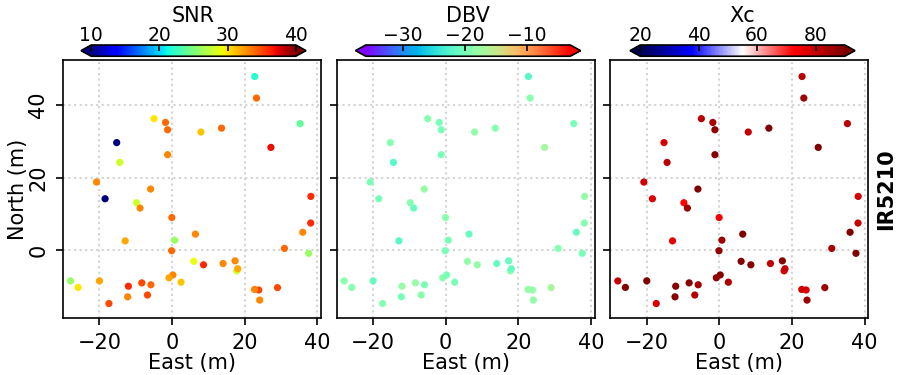 SNR DBV Xc
10 20 30 40 −30 −20 −10 20 40 60 80
40
20
0
North (m)
IR5210
−20 0 20 40 −20 0 20 40 −20 0 20 40
East (m) East (m) East (m)